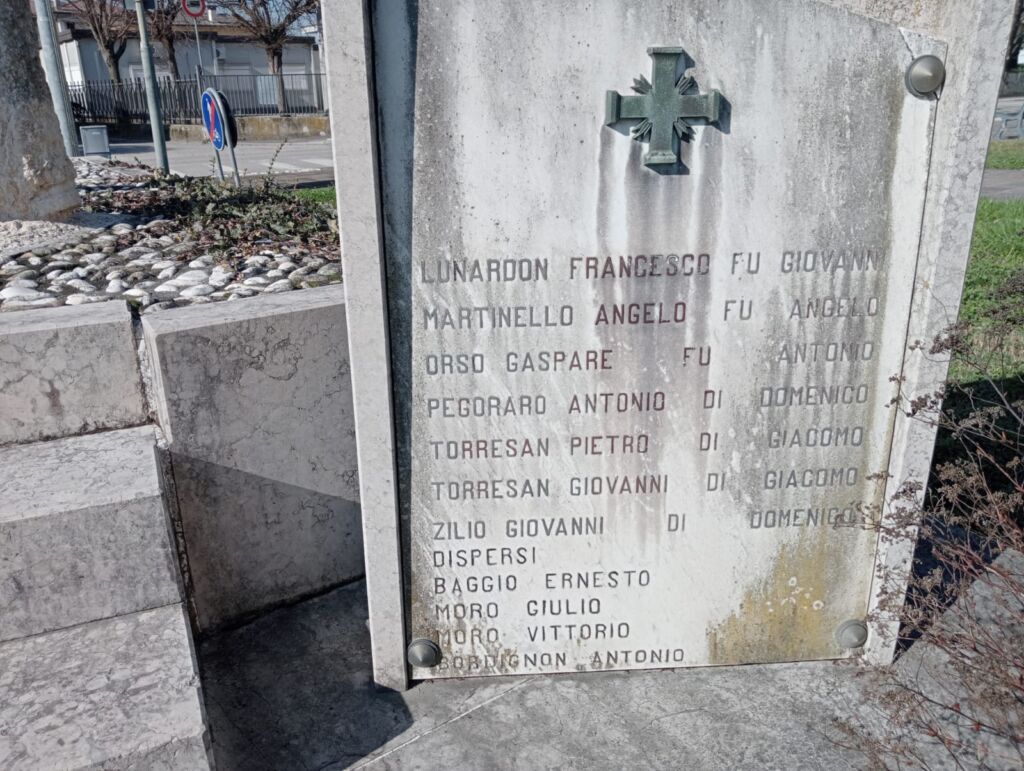 LUNARDON FRANCESCO FU GIOVANNI
MARTINELLO ANGELO FU ANGELO
ORSO GASPARE FU ANTONIO
PEGORARO ANTONIO DI DOMENICO
TORRESAN PIETRO DI GIACOMO
TORRESAN GIOVANNI DI GIACOMO
ZILIO GIOVANNI DI DOMENICO
DISPERSI
BAGGIO ERNESTO
MORO GIULIO
MORO VITTORIO
BORDIGNON ANTONIO